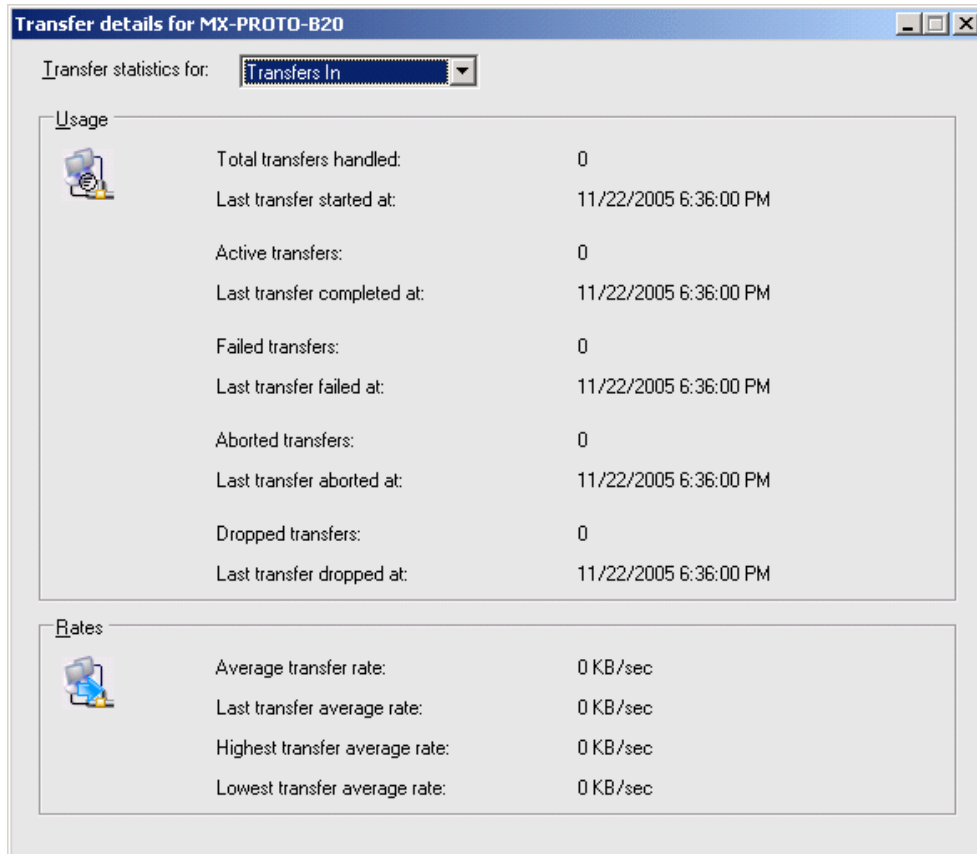 Transfer details for MX-PROTO-B20
Transfer statistics for: Transfers In
Usage
Total transfers handled: 0
Last transfer started at: 11/22/2005 6:36:00 PM
Active transfers: 0
Last transfer completed at: 11/22/2005 6:36:00 PM
Failed transfers: 0
Last transfer failed at: 11/22/2005 6:36:00 PM
Aborted transfers: 0
Last transfer aborted at: 11/22/2005 6:36:00 PM
Dropped transfers: 0
Last transfer dropped at: 11/22/2005 6:36:00 PM
Rates
Average transfer rate: 0 KB/sec
Last transfer average rate: 0 KB/sec
Highest transfer average rate: 0 KB/sec
Lowest transfer average rate: 0 KB/sec